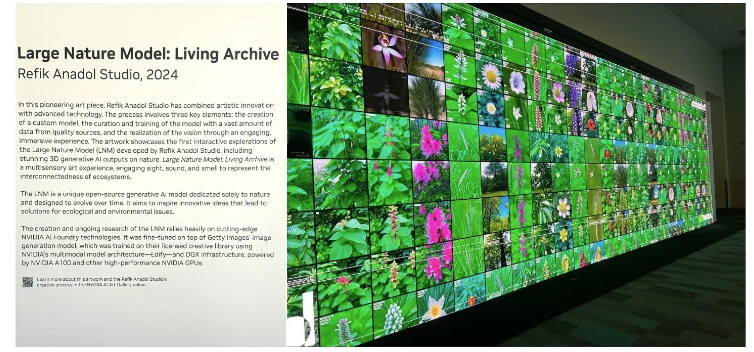 Large Nature Model: Living Archive
Refik Anadol Studio, 2024
In this pioneering art piece, Refik Anadol Studio has combined artistic innovation
with advanced technology. The process involves three key elements: the creation
of a custom model, the curation and training of the model with a vast amount of
data from quality sources, and the realization of the vision through an engaging,
immersive experience. The artwork showcases the first interactive explorations of
the Large Nature Model (LNM) developed by Refik Anadol Studio, including
stunning 3D generative AI outputs on nature. Large Nature Model: Living Archive is
a multisensory art experience, engaging sight, sound, and smell to represent the
interconnectedness of ecosystems.
The LNM is a unique open-source generative AI model dedicated solely to nature
and designed to evolve over time. It aims to inspire innovative ideas that lead to
solutions for ecological and environmental issues.
The creation and ongoing research of the LNM relies heavily on cutting-edge
NVIDIA AI Foundry technologies. It was fine-tuned on top of Getty Images' image
generation model, which was trained on their licensed creative library using
NVIDIA's multimodal model architecture—Edify—and DGX infrastructure, powered
by NVIDIA A100 and other high-performance NVIDIA GPUs.
Learn more about this artwork and the Refik Anadol Studio's
creative process in the NVIDIA AI Art Gallery online.